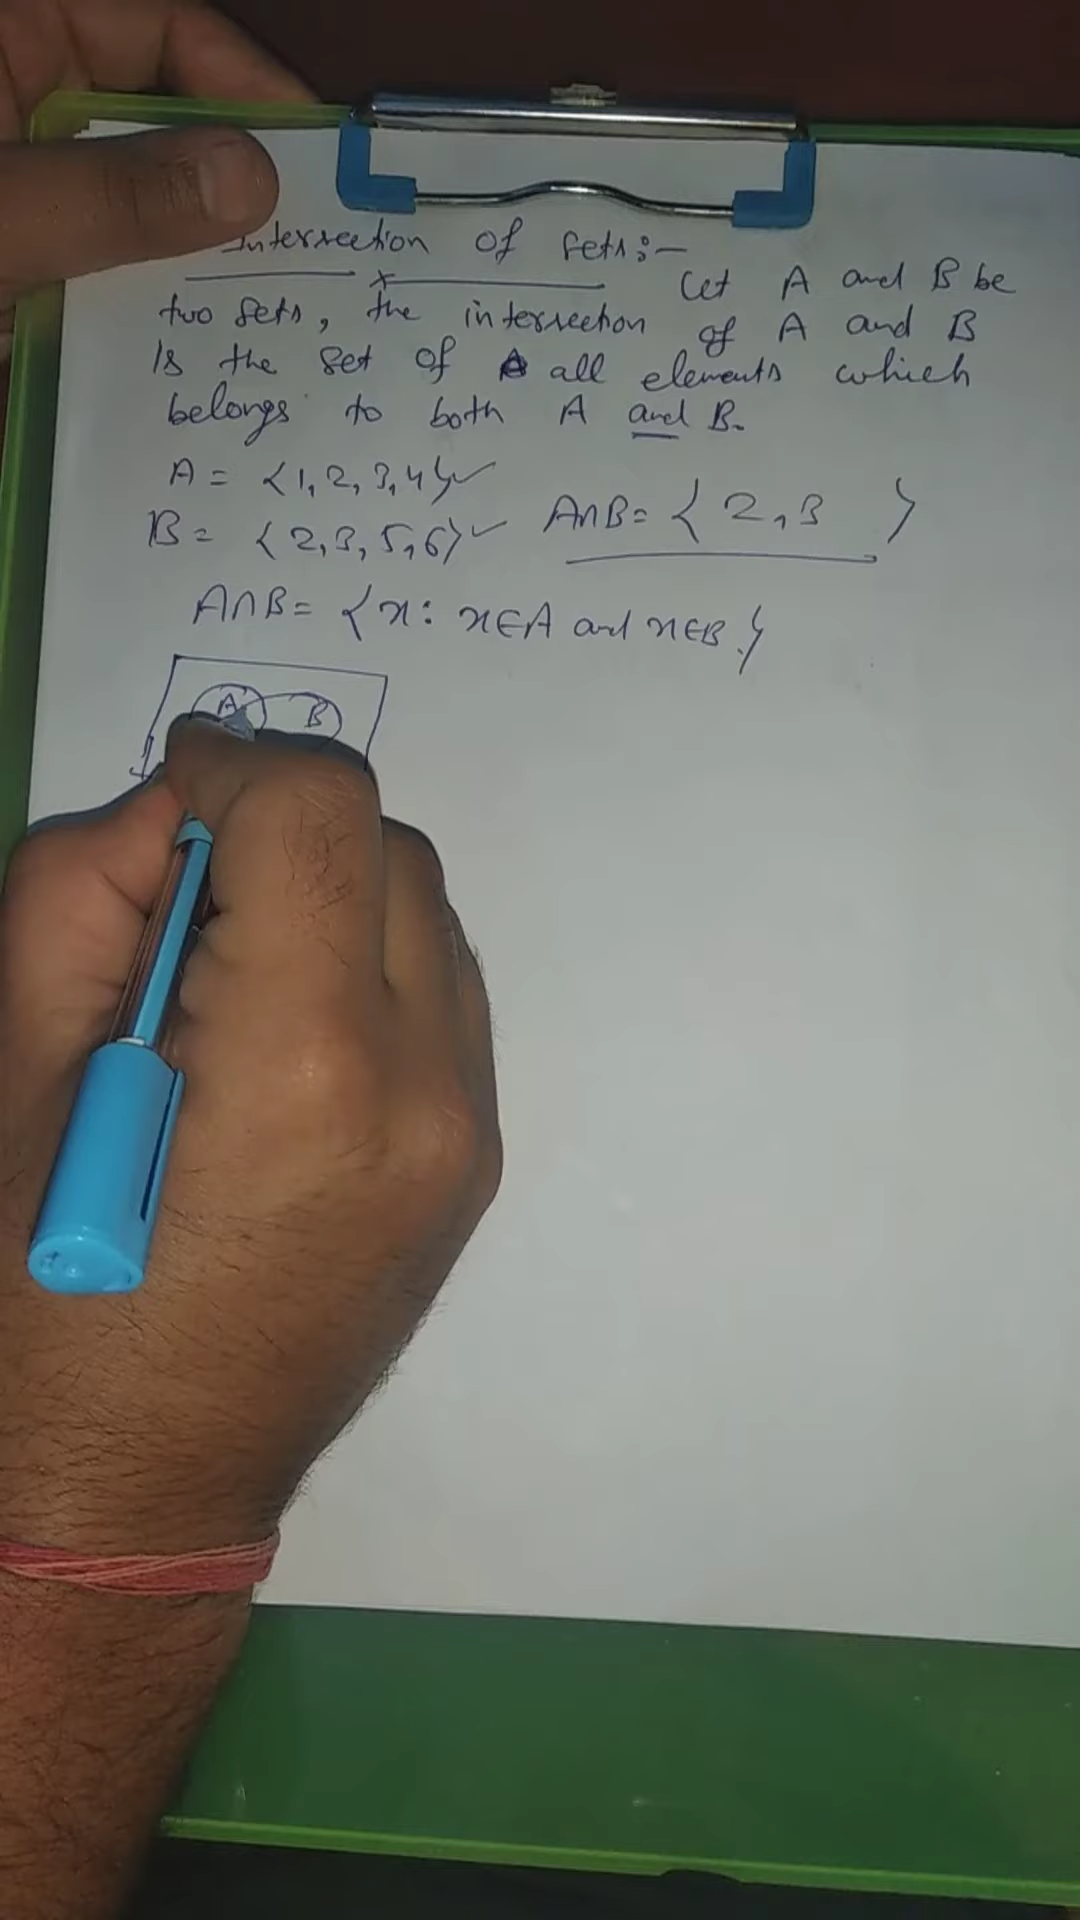 Intersection of sets:-
Let A and B be
two sets, the intersection of A and B
is the set of all elements which
belongs to both A and B.
A = {1, 2, 3, 4} ✓
B = {2, 3, 5, 6} ✓
A∩B = {2, 3}
A∩B = {x: x∈A and x∈B.}
A B